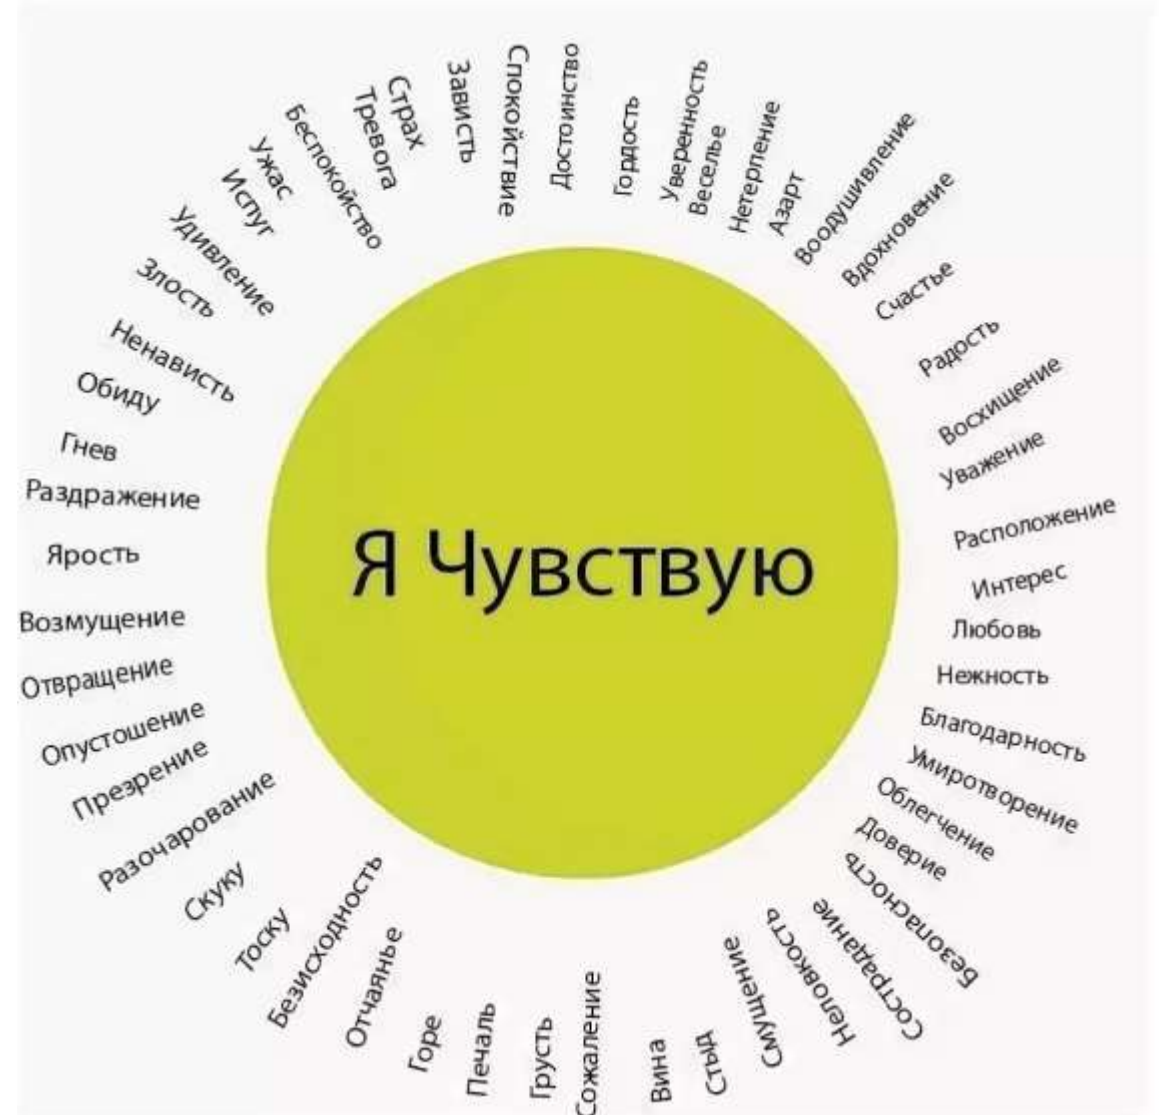 Я Чувствую
Достоинство
Гордость
Уверенность
Веселье
Нетерпение
Азарт
Воодушивление
Вдохновение
Счастье
Радость
Восхищение
Уважение
Расположение
Интерес
Любовь
Нежность
Благодарность
Умиротворение
Облегчение
Доверие
Безопасность
Сострадание
Неловкость
Смущение
Стыд
Вина
Сожаление
Грусть
Печаль
Горе
Отчаянье
Безисходность
Тоску
Скуку
Разочарование
Презрение
Опустошение
Отвращение
Возмущение
Ярость
Раздражение
Гнев
Обиду
Ненависть
Злость
Удивление
Испуг
Ужас
Беспокойство
Тревога
Страх
Зависть
Спокойствие